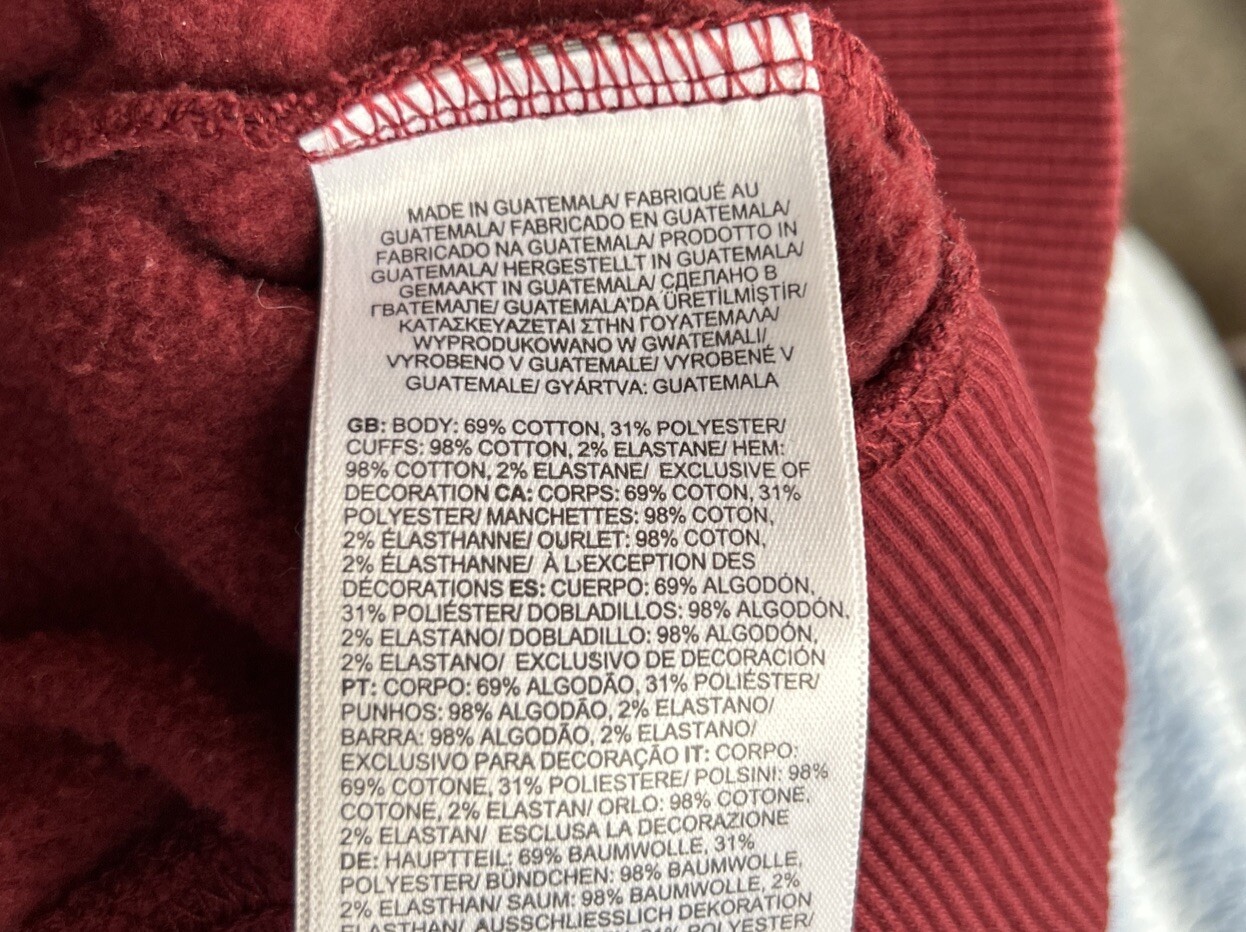 MADE IN GUATEMALA/ FABRIQUÉ AU
GUATEMALA/ FABRICADO EN GUATEMALA/
FABRICADO NA GUATEMALA/ PRODOTTO IN
GUATEMALA/ HERGESTELLT IN GUATEMALA/
GEMAAKT IN GUATEMALA/ СДЕЛАНО В
ГВАТЕМАЛЕ/ GUATEMALA'DA ÜRETİLMİŞTİR/
ΚΑΤΑΣΚΕΥΑΖΕΤΑΙ ΣΤΗΝ ΓΟΥΑΤΕΜΑΛΑ/
WYPRODUKOWANO W GWATEMALI/
VYROBENO V GUATEMALE/ VYROBENÉ V
GUATEMALE/ GYÁRTVA: GUATEMALA
GB: BODY: 69% COTTON, 31% POLYESTER/
CUFFS: 98% COTTON, 2% ELASTANE/ HEM:
98% COTTON, 2% ELASTANE/ EXCLUSIVE OF
DECORATION CA: CORPS: 69% COTON, 31%
POLYESTER/ MANCHETTES: 98% COTON,
2% ÉLASTHANNE/ OURLET: 98% COTON,
2% ÉLASTHANNE/ À L›EXCEPTION DES
DÉCORATIONS ES: CUERPO: 69% ALGODÓN,
31% POLIÉSTER/ DOBLADILLOS: 98% ALGODÓN,
2% ELASTANO/ DOBLADILLO: 98% ALGODÓN,
2% ELASTANO/ EXCLUSIVO DE DECORACIÓN
PT: CORPO: 69% ALGODÃO, 31% POLIÉSTER/
PUNHOS: 98% ALGODÃO, 2% ELASTANO/
BARRA: 98% ALGODÃO, 2% ELASTANO/
EXCLUSIVO PARA DECORAÇÃO IT: CORPO:
69% COTONE, 31% POLIESTERE/ POLSINI: 98%
COTONE, 2% ELASTAN/ ORLO: 98% COTONE,
2% ELASTAN/ ESCLUSA LA DECORAZIONE
DE: HAUPTTEIL: 69% BAUMWOLLE, 31%
POLYESTER/ BÜNDCHEN: 98% BAUMWOLLE,
2% ELASTHAN/ SAUM: 98% BAUMWOLLE, 2%
ELASTHAN/ AUSSCHLIESSLICH DEKORATION
31% POLYESTER/